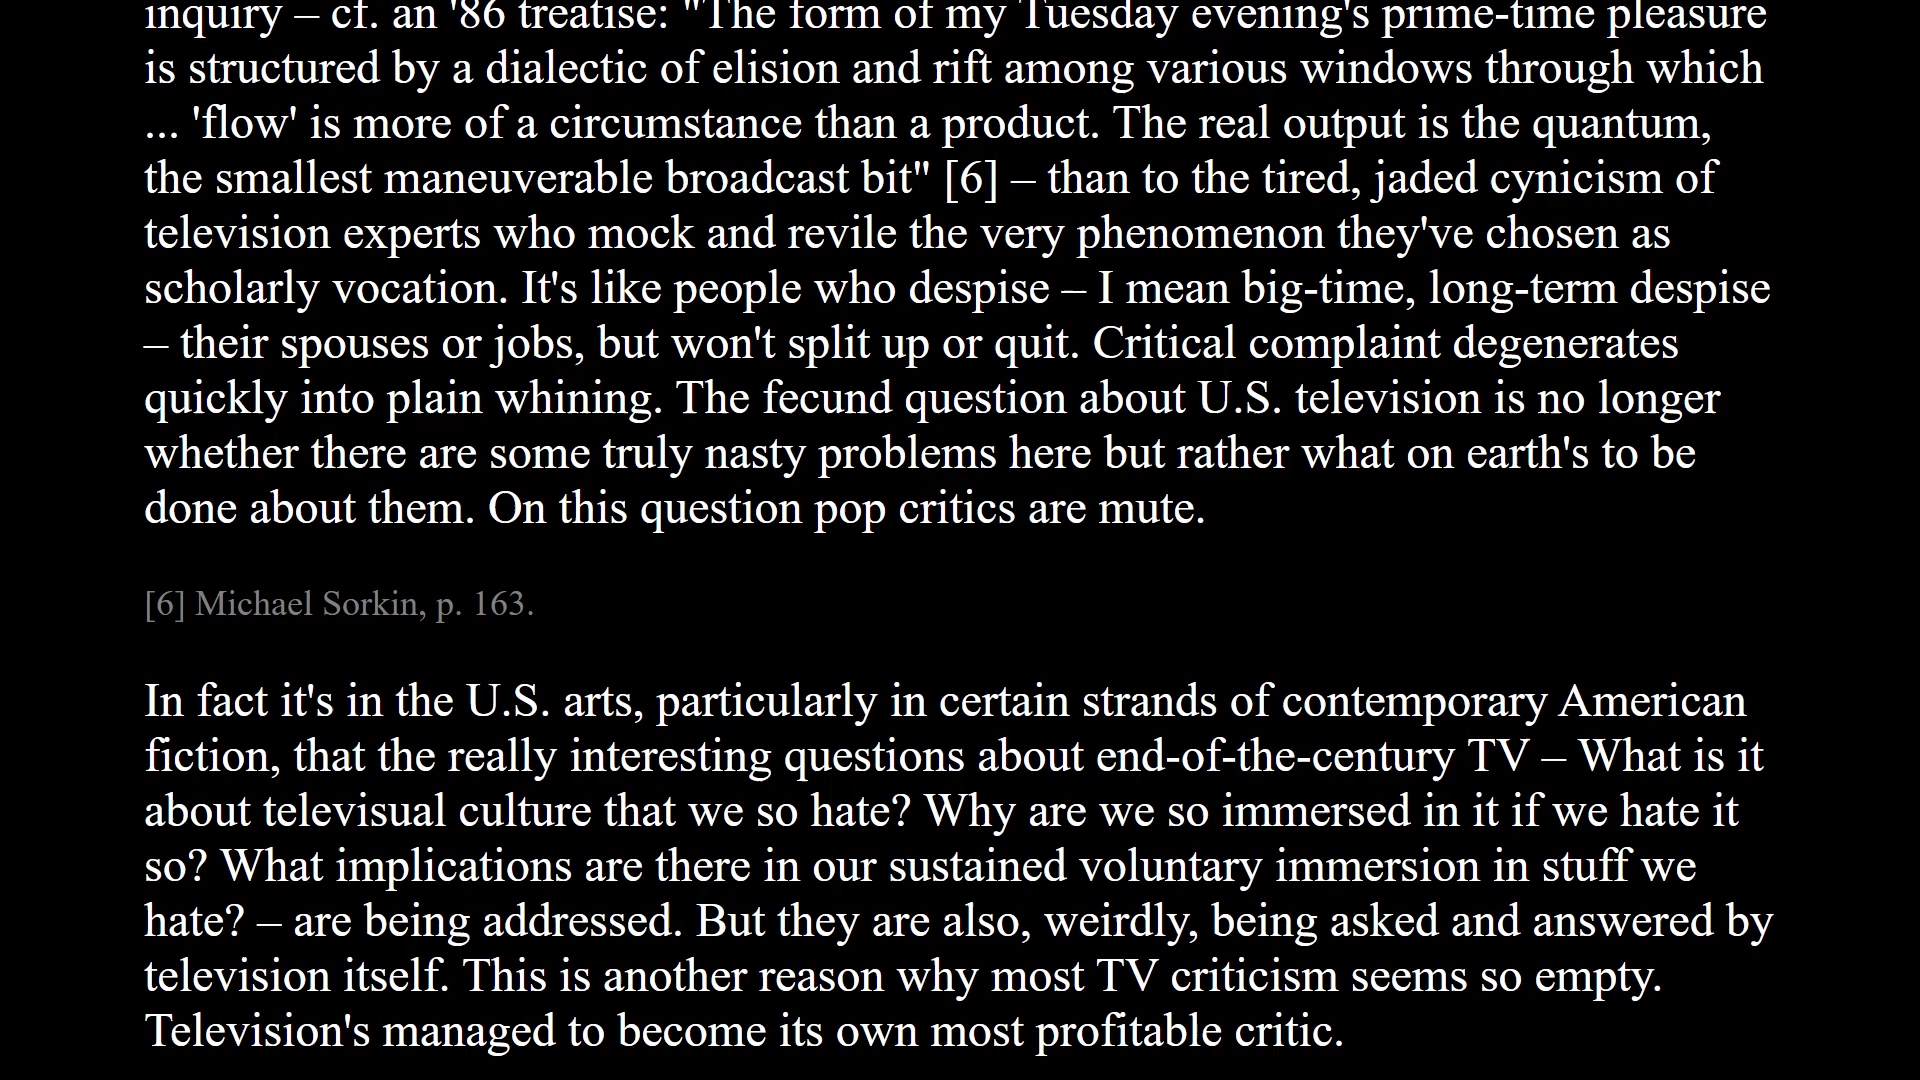 inquiry – cf. an '86 treatise: "The form of my Tuesday evening's prime-time pleasure
is structured by a dialectic of elision and rift among various windows through which
... 'flow' is more of a circumstance than a product. The real output is the quantum,
the smallest maneuverable broadcast bit" [6] – than to the tired, jaded cynicism of
television experts who mock and revile the very phenomenon they've chosen as
scholarly vocation. It's like people who despise – I mean big-time, long-term despise
– their spouses or jobs, but won't split up or quit. Critical complaint degenerates
quickly into plain whining. The fecund question about U.S. television is no longer
whether there are some truly nasty problems here but rather what on earth's to be
done about them. On this question pop critics are mute.
[6] Michael Sorkin, p. 163.
In fact it's in the U.S. arts, particularly in certain strands of contemporary American
fiction, that the really interesting questions about end-of-the-century TV – What is it
about televisual culture that we so hate? Why are we so immersed in it if we hate it
so? What implications are there in our sustained voluntary immersion in stuff we
hate? – are being addressed. But they are also, weirdly, being asked and answered by
television itself. This is another reason why most TV criticism seems so empty.
Television's managed to become its own most profitable critic.